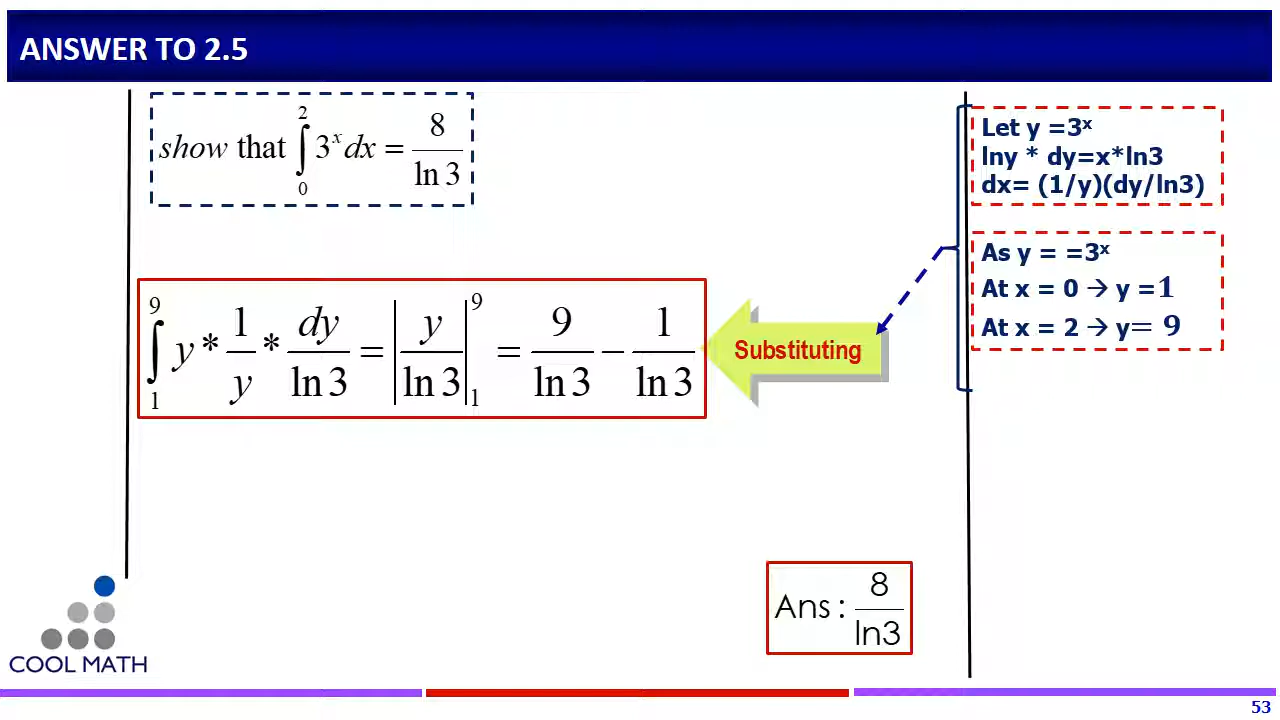 ANSWER TO 2.5
show that ∫₀² 3ˣ dx = 8/ln 3
Let y =3ˣ
lny * dy=x*ln3
dx= (1/y)(dy/ln3)
As y = =3ˣ
At x = 0 → y =1
At x = 2 → y= 9
∫₁⁹ y * 1/y * dy/ln 3 = |y/ln 3|₁⁹ = 9/ln 3 − 1/ln 3
Substituting
Ans : 8/ln3
COOL MATH
53